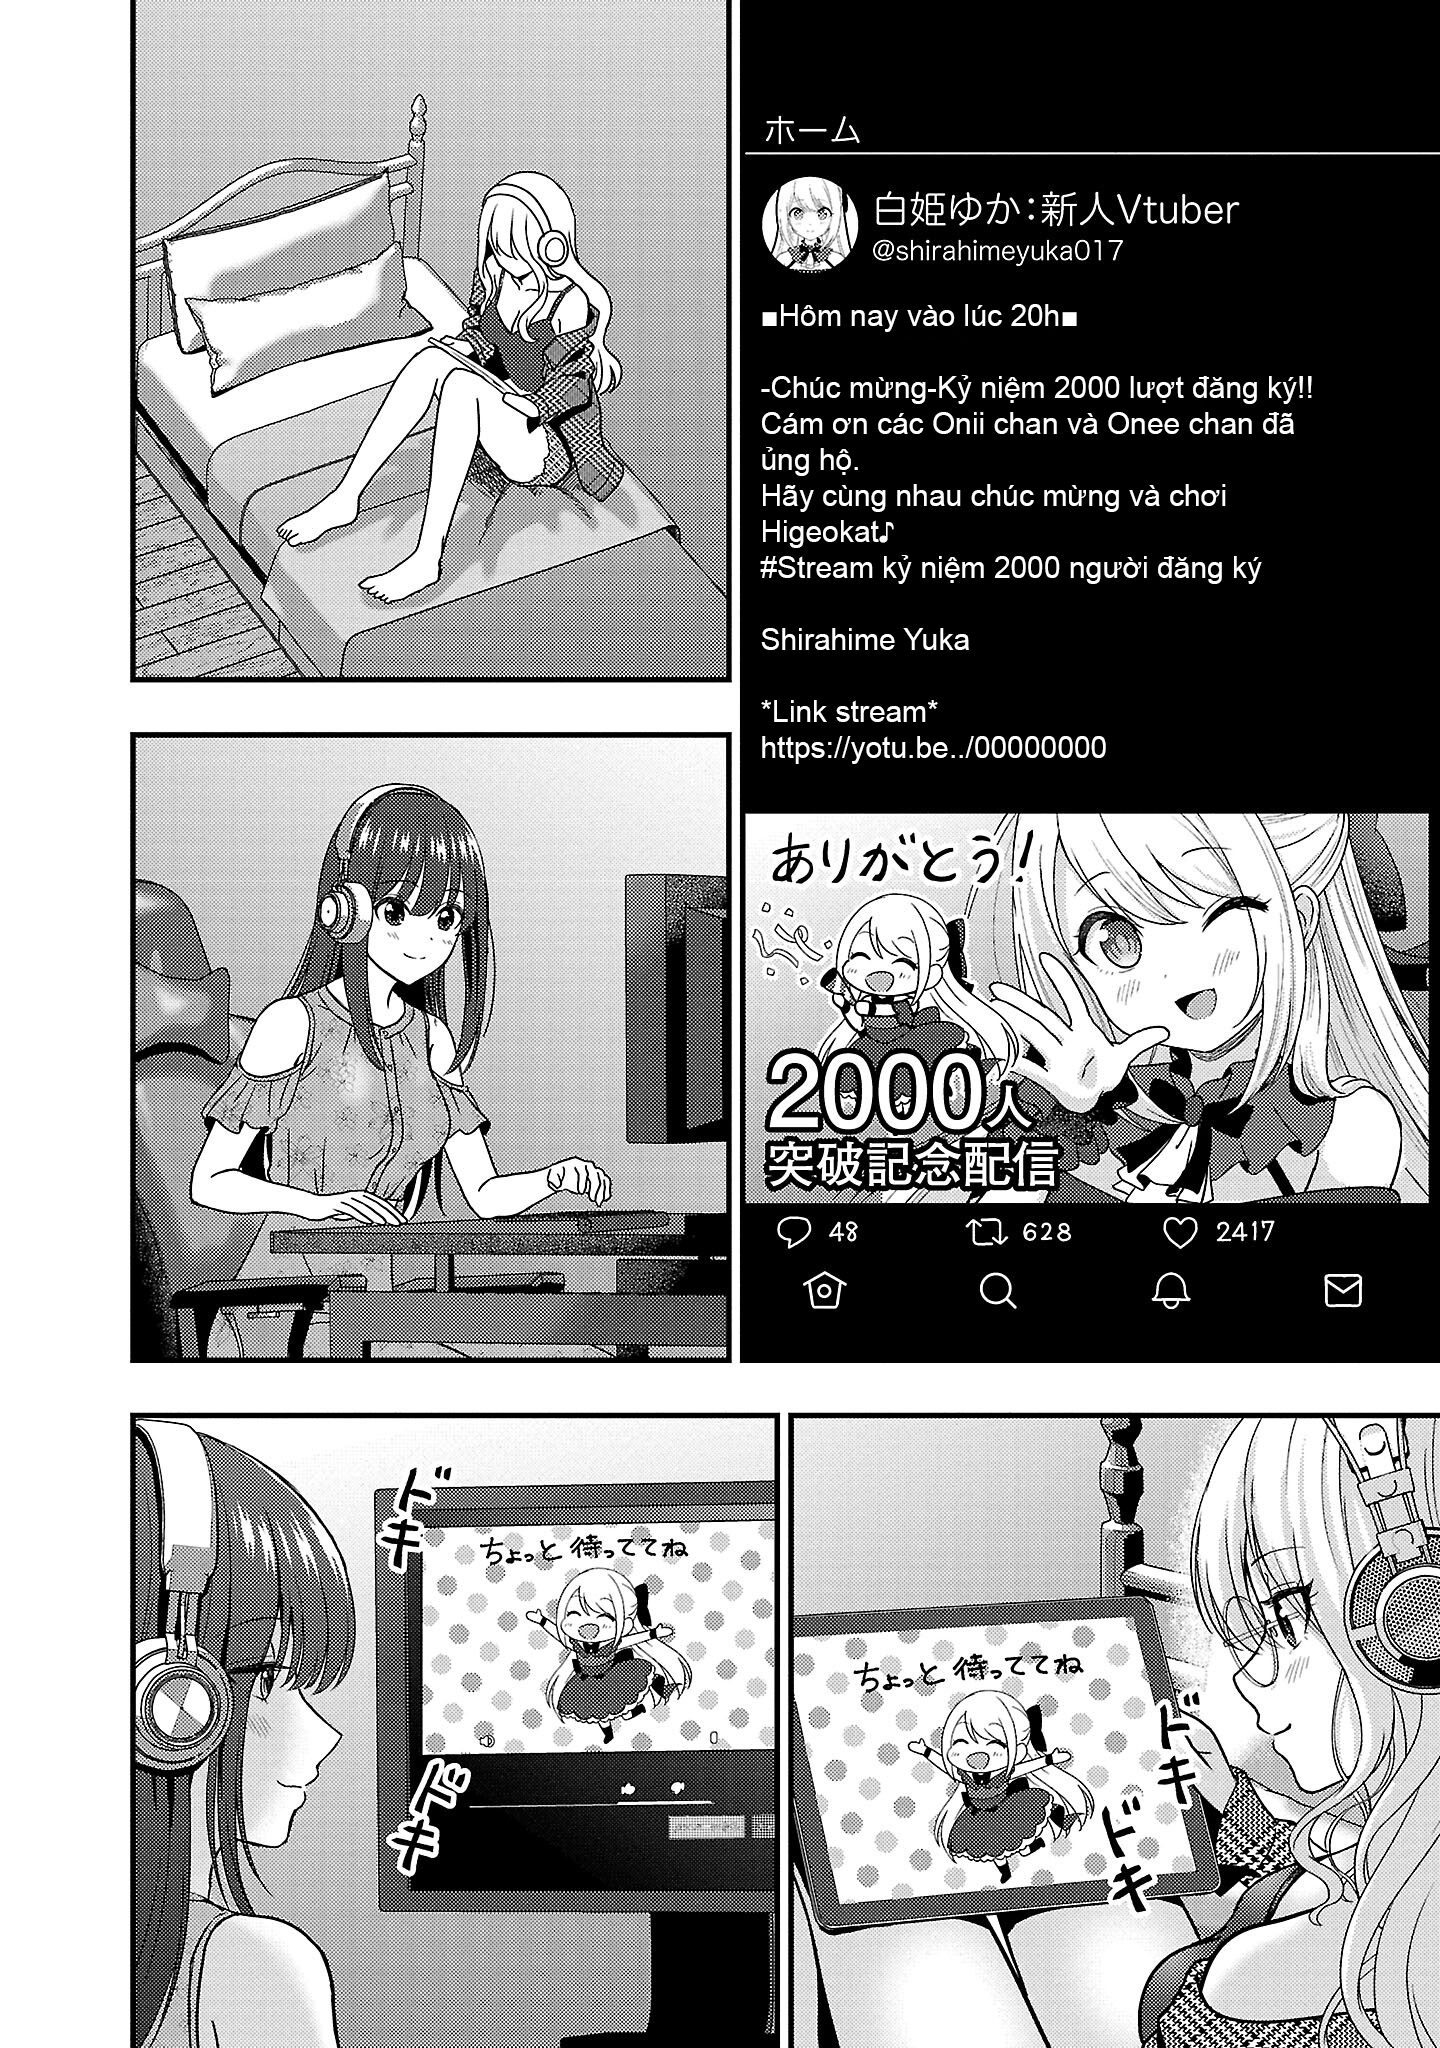 ホーム
白姫ゆか：新人Vtuber
@shirahimeyuka017
■Hôm nay vào lúc 20h■
-Chúc mừng-Kỷ niệm 2000 lượt đăng ký!!
Cám ơn các Onii chan và Onee chan đã
ủng hộ.
Hãy cùng nhau chúc mừng và chơi
Higeokat♪
#Stream kỷ niệm 2000 người đăng ký
Shirahime Yuka
*Link stream*
https://yotu.be../00000000
ありがとう！
2000人
突破記念配信
48
628
2417
ちょっと待っててね
ドキ
ドキ
ちょっと待っててね
ドキ
ドキ